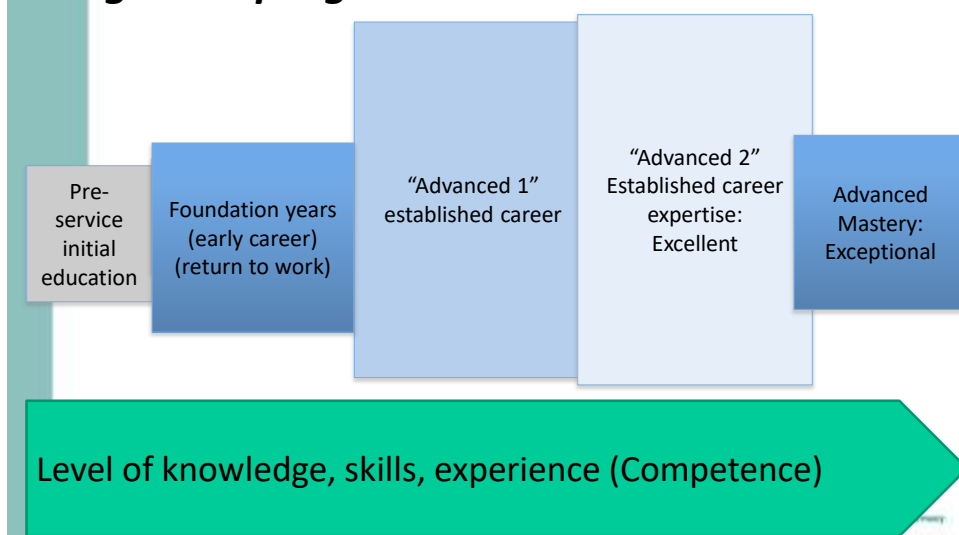 Pre-
service
initial
education
Foundation years
(early career)
(return to work)
“Advanced 1”
established career
“Advanced 2”
Established career
expertise:
Excellent
Advanced
Mastery:
Exceptional
Level of knowledge, skills, experience (Competence)